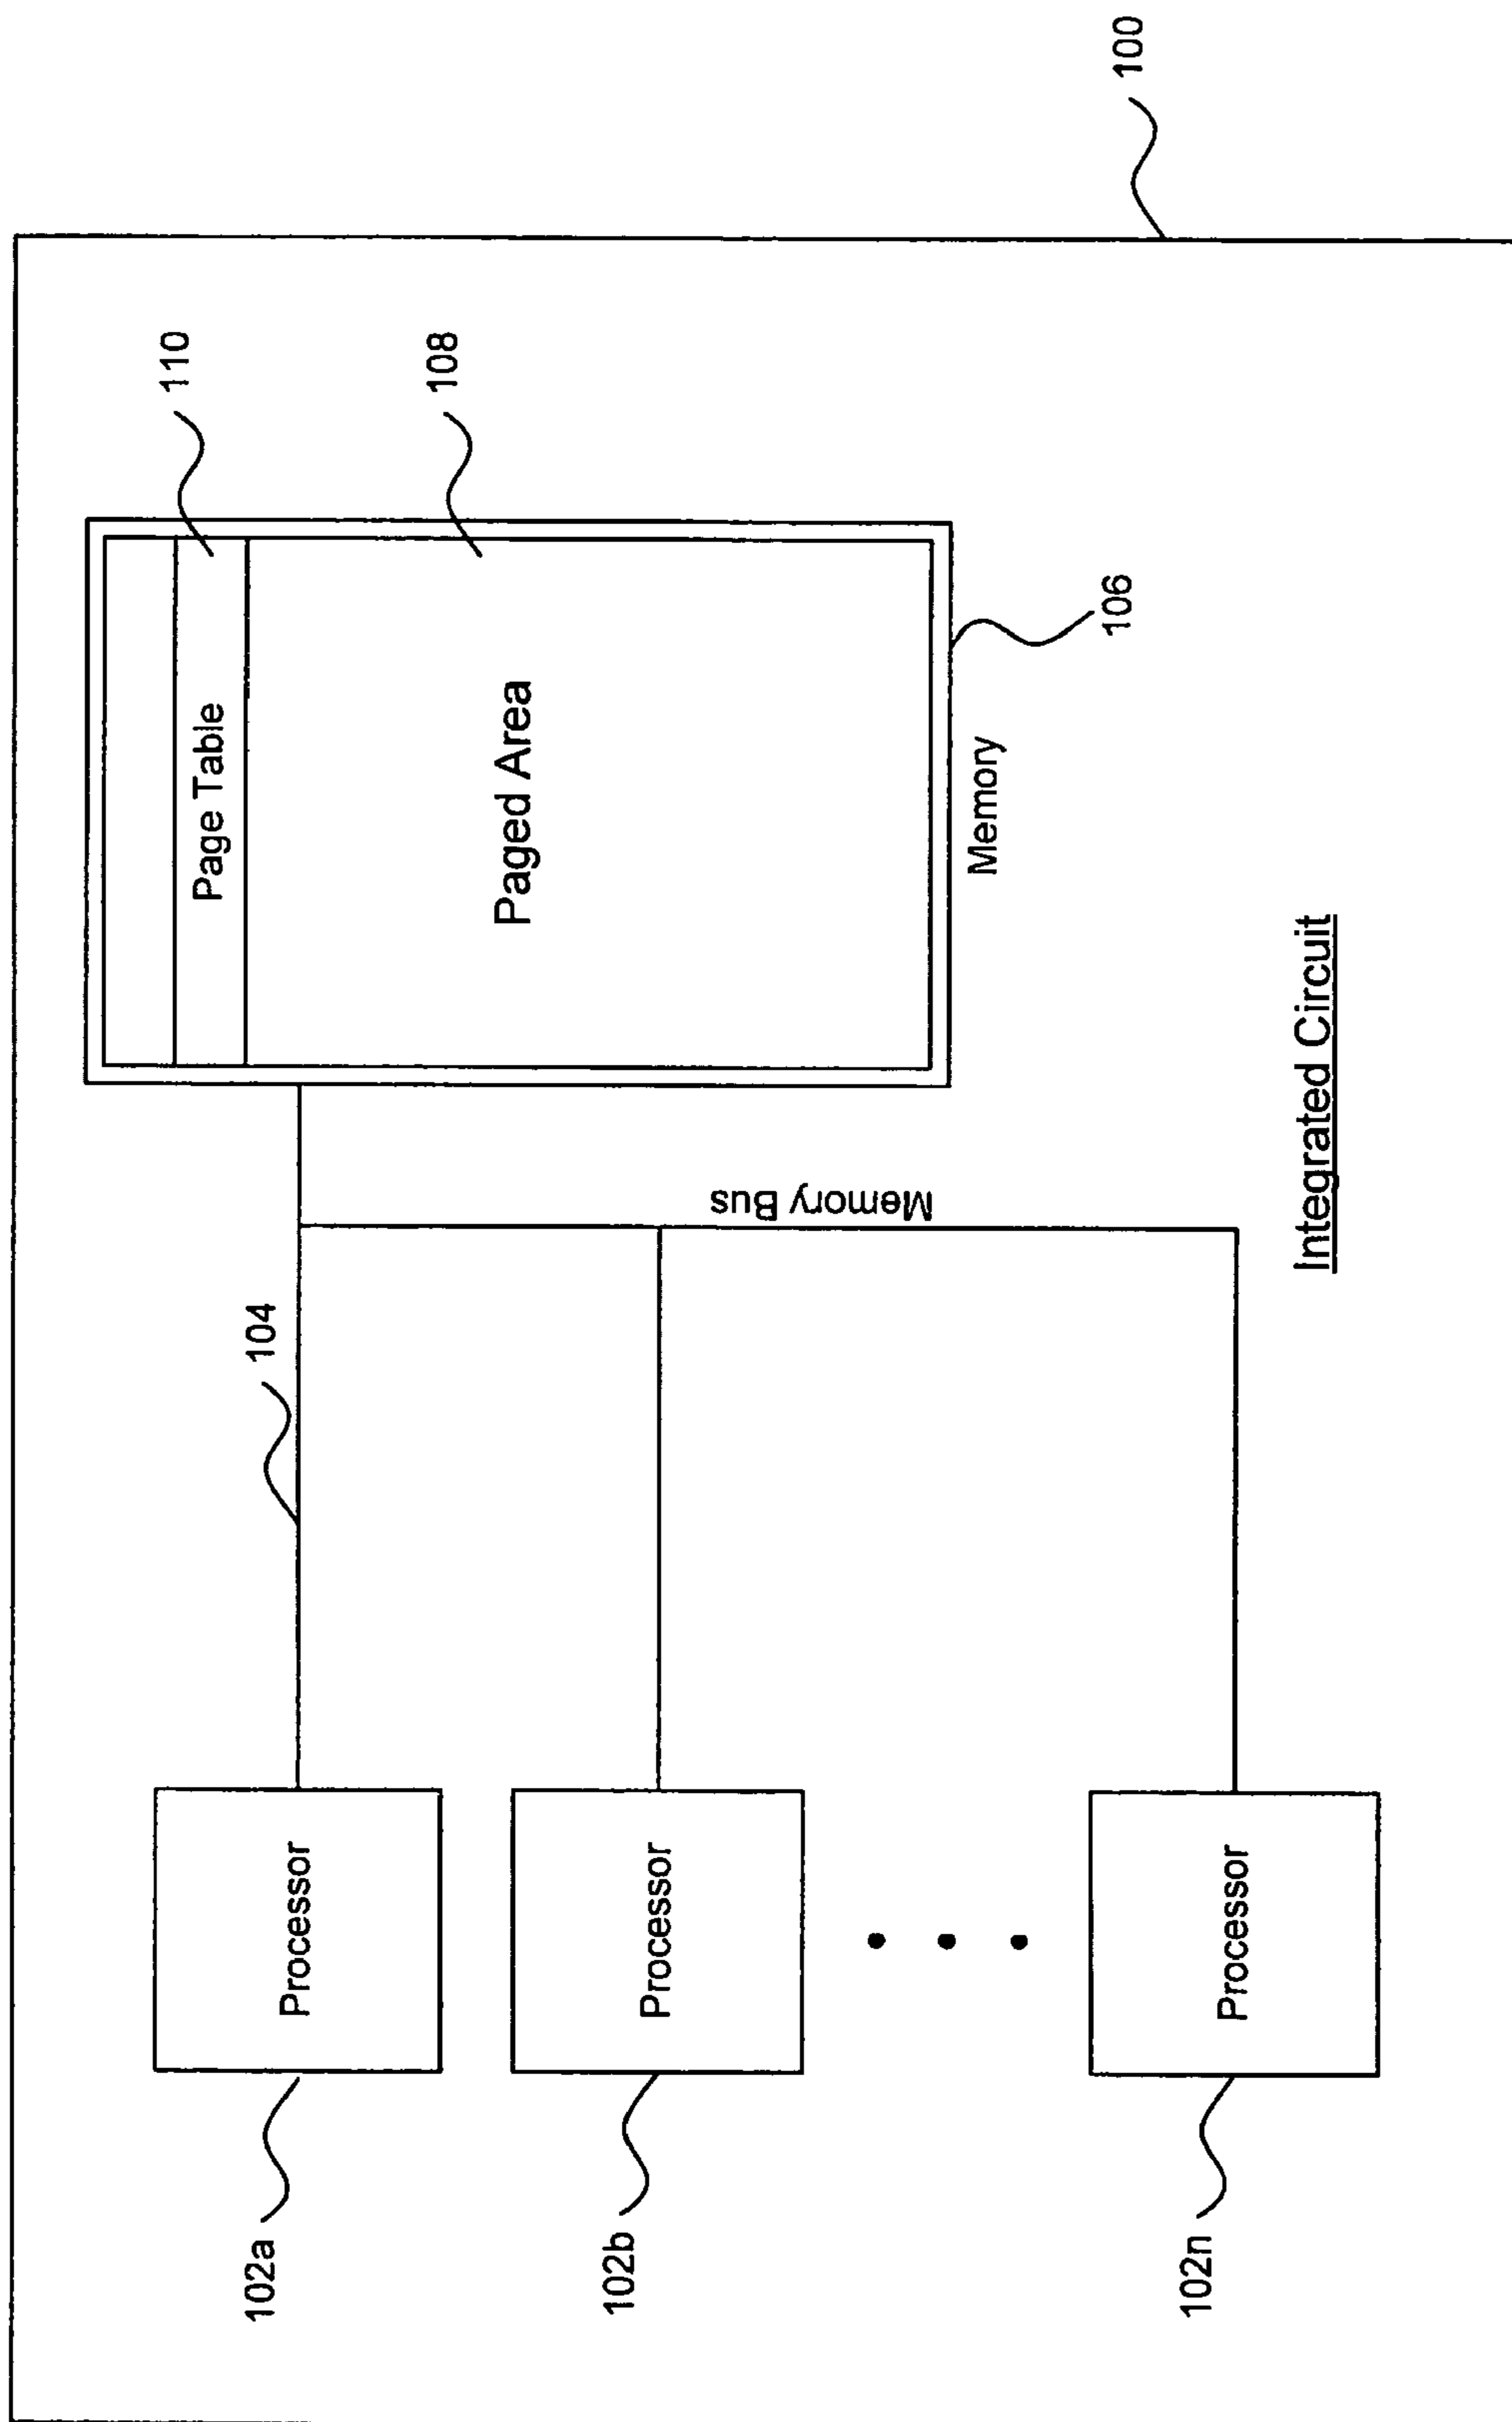 100
110
Page Table
108
Paged Area
106
Memory
104
Memory Bus
Integrated Circuit
102a
Processor
102b
Processor
102n
Processor